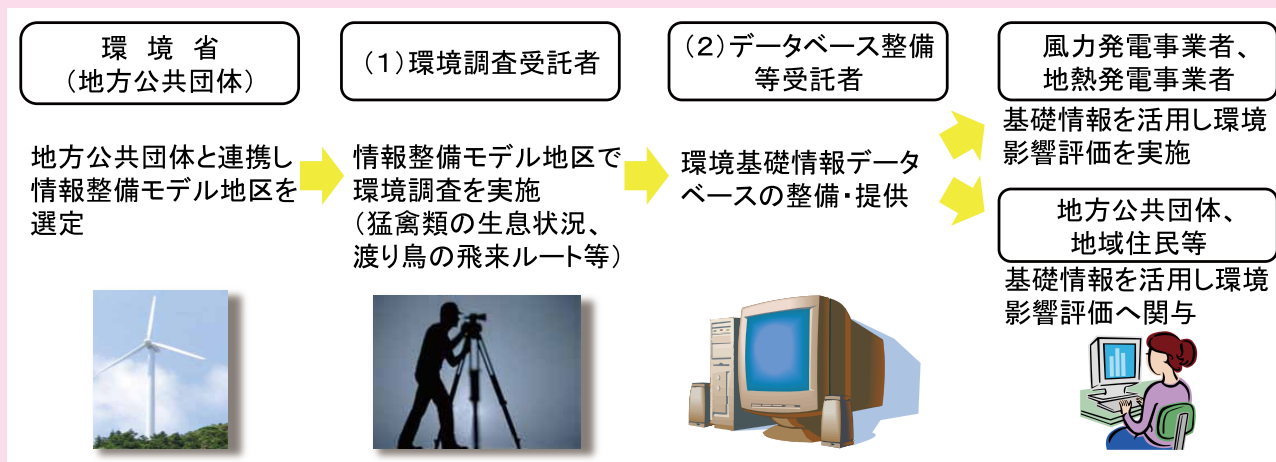 環 境 省
(地方公共団体)
地方公共団体と連携し
情報整備モデル地区を
選定
(1)環境調査受託者
情報整備モデル地区で
環境調査を実施
(猛禽類の生息状況、
渡り鳥の飛来ルート等)
(2)データベース整備
等受託者
環境基礎情報データ
ベースの整備・提供
風力発電事業者、
地熱発電事業者
基礎情報を活用し環境
影響評価を実施
地方公共団体、
地域住民等
基礎情報を活用し環境
影響評価へ関与